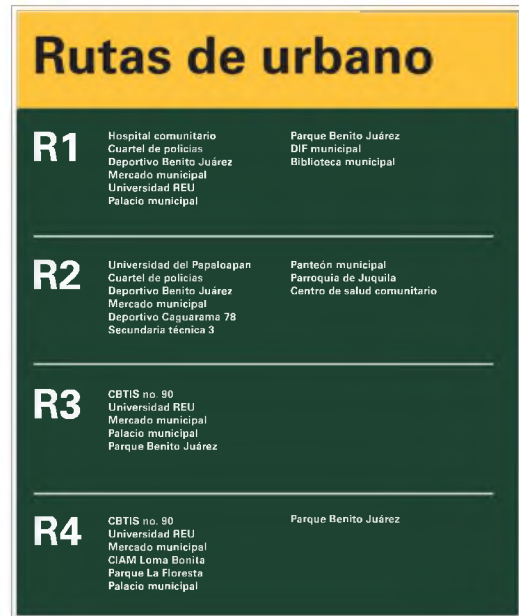 Rutas de urbano
R1
Hospital comunitario
Cuartel de policías
Deportivo Benito Juárez
Mercado municipal
Universidad REU
Palacio municipal
Parque Benito Juárez
DIF municipal
Biblioteca municipal
R2
Universidad del Papaloapan
Cuartel de policías
Deportivo Benito Juárez
Mercado municipal
Deportivo Caguarama 78
Secundaria técnica 3
Panteón municipal
Parroquia de Juquila
Centro de salud comunitario
R3
CBTIS no. 90
Universidad REU
Mercado municipal
Palacio municipal
Parque Benito Juárez
R4
CBTIS no. 90
Universidad REU
Mercado municipal
CIAM Loma Bonita
Parque La Floresta
Palacio municipal
Parque Benito Juárez